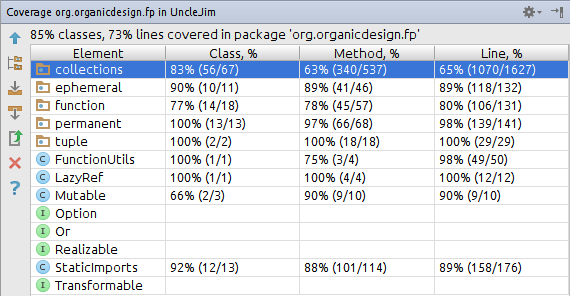 Coverage org.organicdesign.fp in UncleJim
85% classes, 73% lines covered in package 'org.organicdesign.fp'
Element Class, % Method, % Line, %
collections 83% (56/67) 63% (340/537) 65% (1070/1627)
ephemeral 90% (10/11) 89% (41/46) 89% (118/132)
function 77% (14/18) 78% (45/57) 80% (106/131)
permanent 100% (13/13) 97% (66/68) 98% (139/141)
tuple 100% (2/2) 100% (18/18) 100% (29/29)
C FunctionUtils 100% (1/1) 75% (3/4) 98% (49/50)
C LazyRef 100% (1/1) 100% (4/4) 100% (12/12)
C Mutable 66% (2/3) 90% (9/10) 90% (9/10)
I Option
I Or
I Realizable
C StaticImports 92% (12/13) 88% (101/114) 89% (158/176)
I Transformable